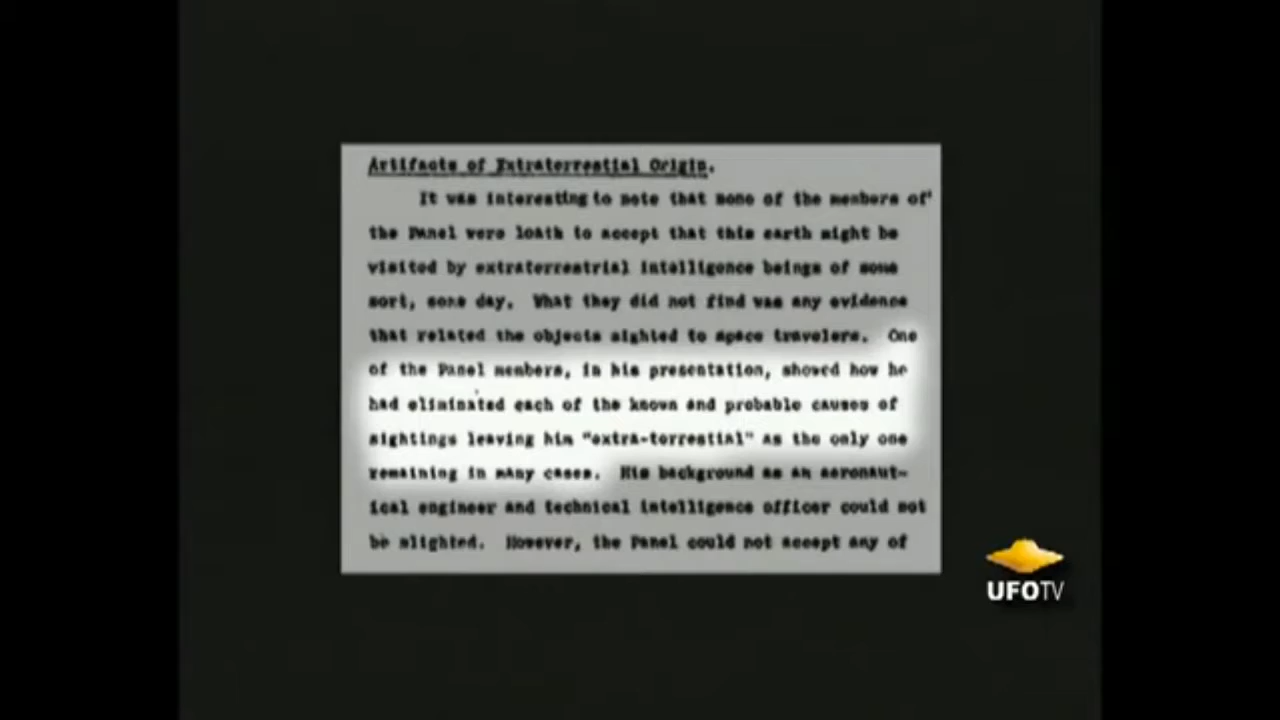 Artifacts of Extraterrestial Origin.
It was interesting to note that none of the members of
the Panel were loath to accept that this earth might be
visited by extraterrestrial intelligence beings of some
sort, some day. What they did not find was any evidence
that related the objects sighted to space travelers. One
of the Panel members, in his presentation, showed how he
had eliminated each of the known and probable causes of
sightings leaving him "extra-terrestial" as the only one
remaining in many cases. His background as an aeronaut-
ical engineer and technical intelligence officer could not
be slighted. However, the Panel could not accept any of
UFOTV